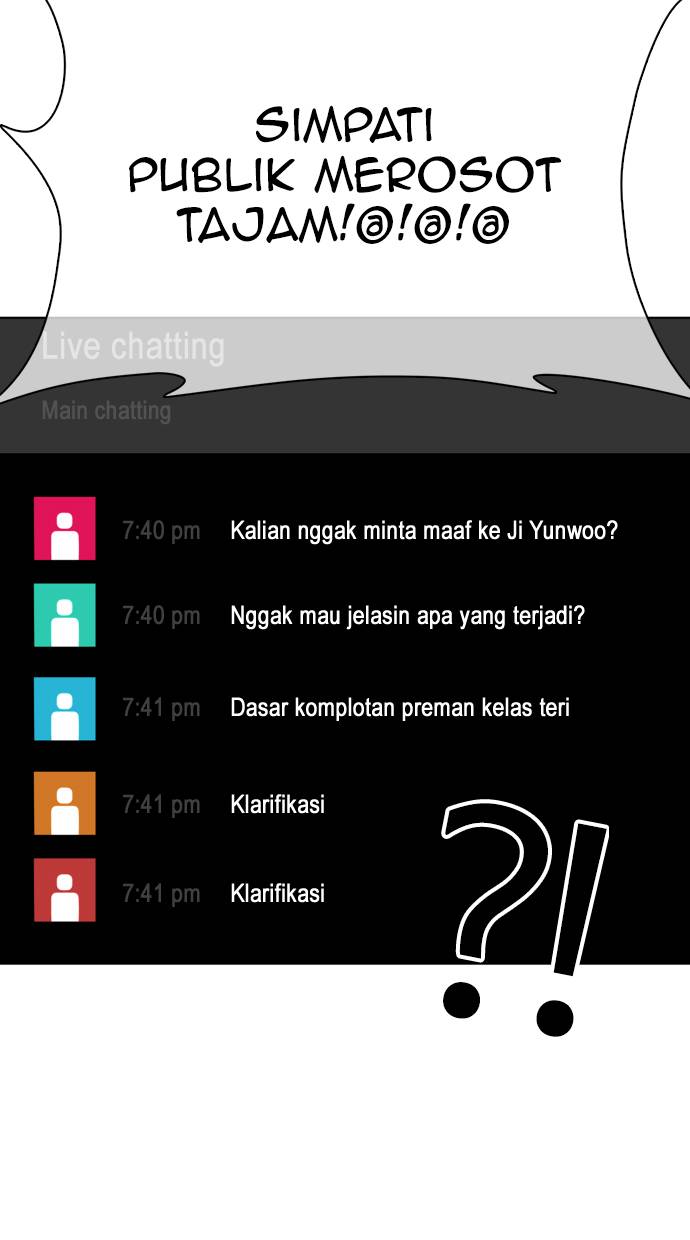 SIMPATI
PUBLIK MEROSOT
TAJAM!@!@!@
Live chatting
Main chatting
7:40 pm Kalian nggak minta maaf ke Ji Yunwoo?
7:40 pm Nggak mau jelasin apa yang terjadi?
7:41 pm Dasar komplotan preman kelas teri
7:41 pm Klarifikasi
7:41 pm Klarifikasi
?!